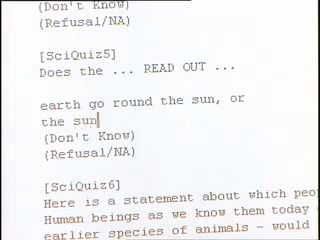 (Don't Know)
(Refusal/NA)
[SciQuiz5]
Does the ... READ OUT ...
earth go round the sun, or
the sun
(Don't Know)
(Refusal/NA)
[SciQuiz6]
Here is a statement about which peo
Human beings as we know them today
earlier species of animals - would